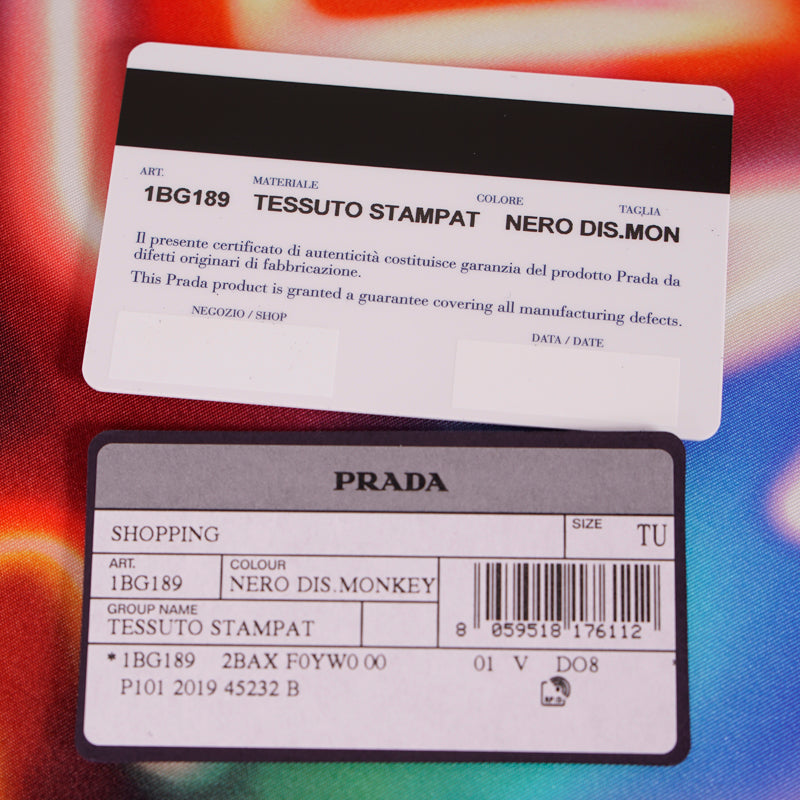 ART. MATERIALE COLORE TAGLIA
1BG189 TESSUTO STAMPAT NERO DIS.MON
Il presente certificato di autenticità costituisce garanzia del prodotto Prada da
difetti originari di fabbricazione.
This Prada product is granted a guarantee covering all manufacturing defects.
NEGOZIO / SHOP DATA / DATE
PRADA
SHOPPING SIZE TU
ART. COLOUR
1BG189 NERO DIS.MONKEY
GROUP NAME
TESSUTO STAMPAT
8 059518 176112
*1BG189 2BAX F0YW0 00 01 V DO8
P101 2019 45232 B